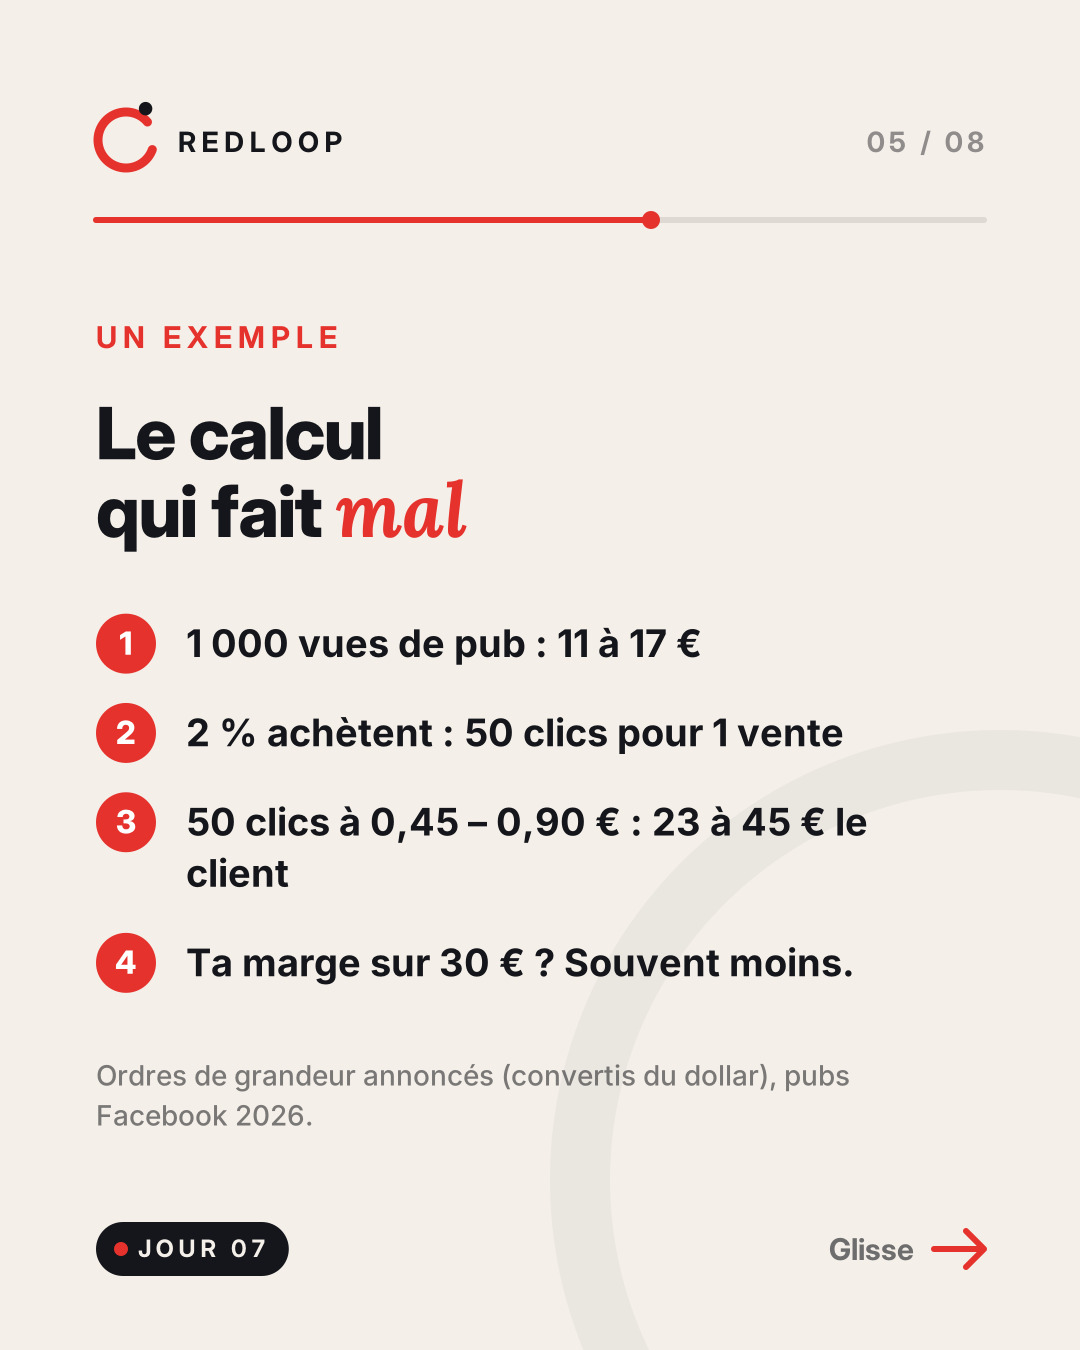 REDLOOP
05 / 08
UN EXEMPLE
Le calcul
qui fait mal
1 1 000 vues de pub : 11 à 17 €
2 2 % achètent : 50 clics pour 1 vente
3 50 clics à 0,45 – 0,90 € : 23 à 45 € le
client
4 Ta marge sur 30 € ? Souvent moins.
Ordres de grandeur annoncés (convertis du dollar), pubs
Facebook 2026.
JOUR 07
Glisse